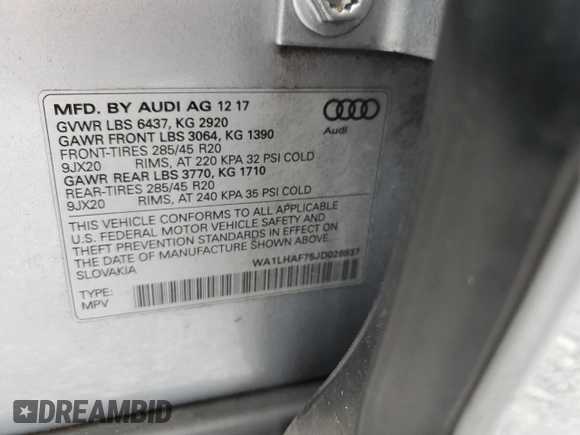 MFD. BY AUDI AG 12 17
GVWR LBS 6437, KG 2920
GAWR FRONT LBS 3064, KG 1390
FRONT-TIRES 285/45 R20
9JX20 RIMS, AT 220 KPA 32 PSI COLD
GAWR REAR LBS 3770, KG 1710
REAR-TIRES 285/45 R20
9JX20 RIMS, AT 240 KPA 35 PSI COLD
Audi
THIS VEHICLE CONFORMS TO ALL APPLICABLE
U.S. FEDERAL MOTOR VEHICLE SAFETY AND
THEFT PREVENTION STANDARDS IN EFFECT ON
THE DATE OF MANUFACTURE SHOWN ABOVE.
SLOVAKIA WA1LHAF75JD026937
TYPE:
MPV
DREAMBID